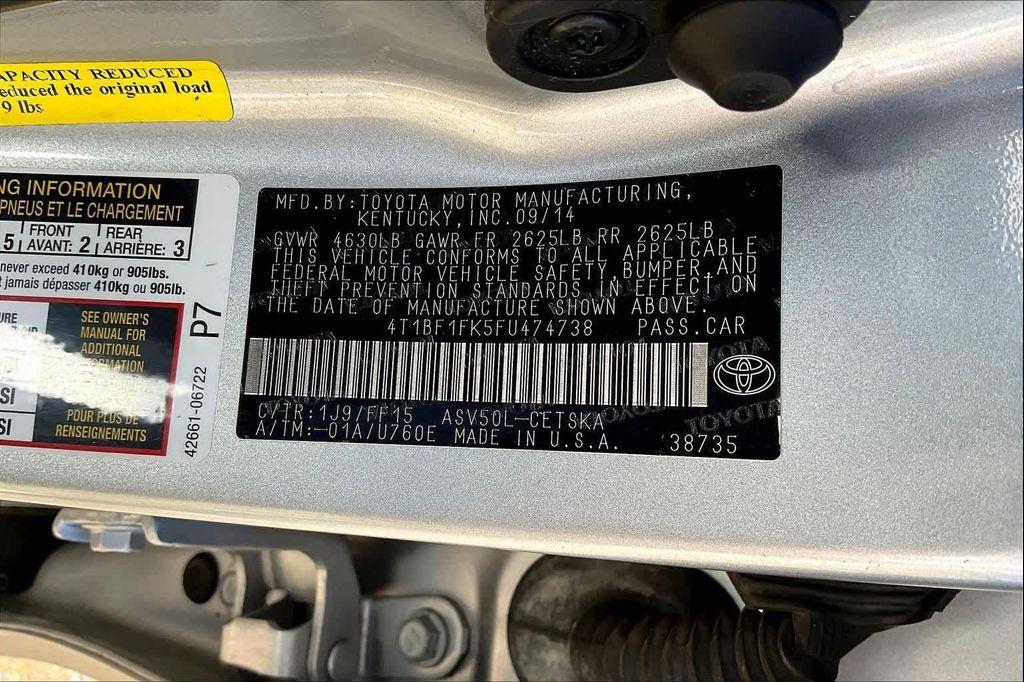 APACITY REDUCED
educed the original load
9 lbs
NG INFORMATION
PNEUS ET LE CHARGEMENT
5 FRONT AVANT: 2 REAR ARRIÈRE: 3
never exceed 410kg or 905lbs.
t jamais dépasser 410kg ou 905lb.
URE
SEE OWNER'S
MANUAL FOR
ADDITIONAL
SI
SI
POUR PLUS DE
RENSEIGNEMENTS
P7
42661-06722
MFD.BY:TOYOTA MOTOR MANUFACTURING,
KENTUCKY, INC.09/14
GVWR 4630LB GAWR FR 2625LB RR 2625LB
THIS VEHICLE CONFORMS TO ALL APPLICABLE
FEDERAL MOTOR VEHICLE SAFETY,BUMPER,AND
THEFT PREVENTION STANDARDS IN EFFECT ON
THE DATE OF MANUFACTURE SHOWN ABOVE.
4T1BF1FK5FU474738 PASS.CAR
C/TR:1J9/FF15 ASV50L-CETSKA
A/TM:-01A/U760E MADE IN U.S.A. 38735
TOYOTA
TOYOTA